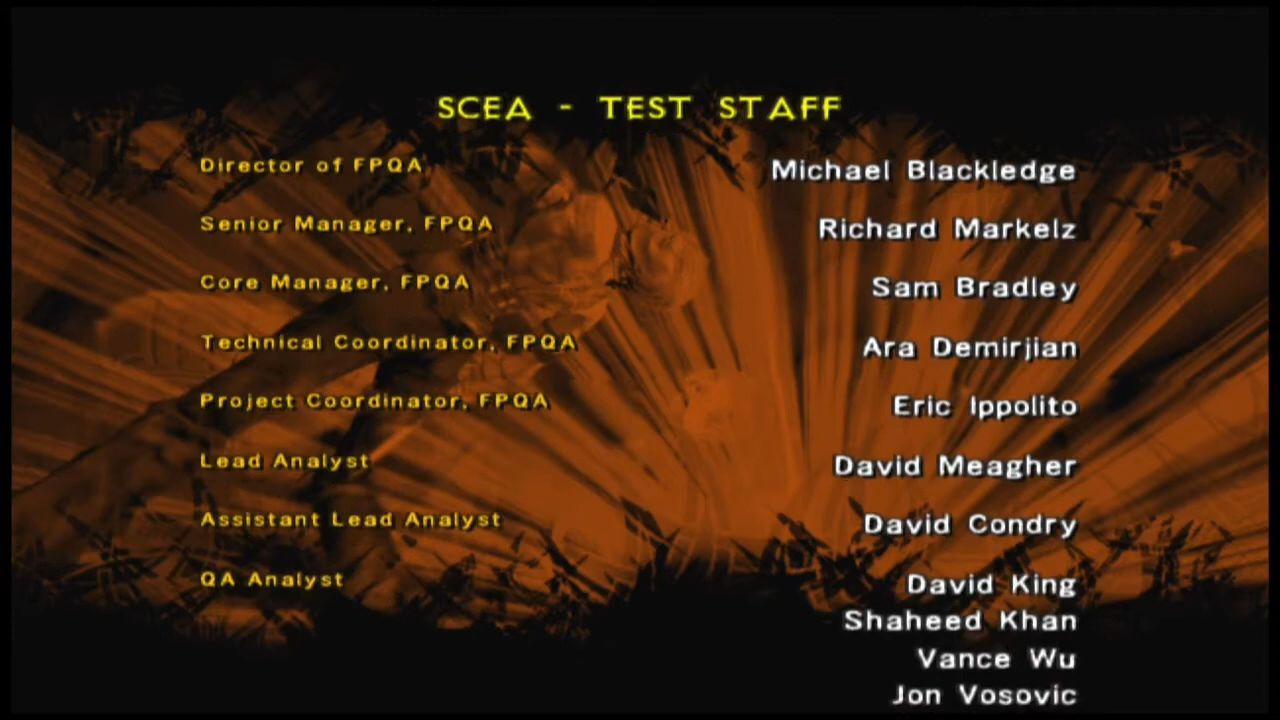 SCEA - TEST STAFF
Director of FPQA Michael Blackledge
Senior Manager, FPQA Richard Markelz
Core Manager, FPQA Sam Bradley
Technical Coordinator, FPQA Ara Demirjian
Project Coordinator, FPQA Eric Ippolito
Lead Analyst David Meagher
Assistant Lead Analyst David Condry
QA Analyst David King
Shaheed Khan
Vance Wu
Jon Vosovic